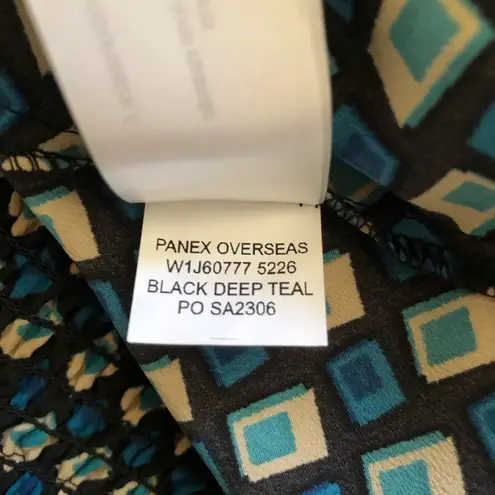 PANEX OVERSEAS
W1J60777 5226
BLACK DEEP TEAL
PO SA2306